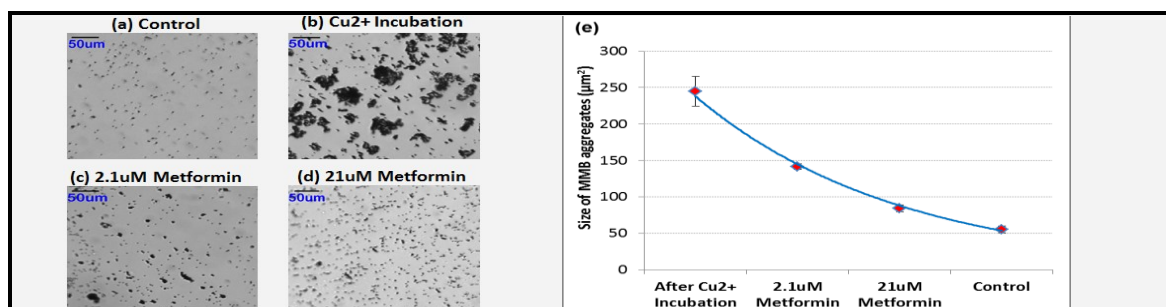 (a) Control
50um
(b) Cu2+ Incubation
50um
(c) 2.1uM Metformin
50um
(d) 21uM Metformin
50um
(e)
Size of MMB aggregates (µm²)
300
250
200
150
100
50
0
After Cu2+
Incubation
2.1uM
Metformin
21uM
Metformin
Control